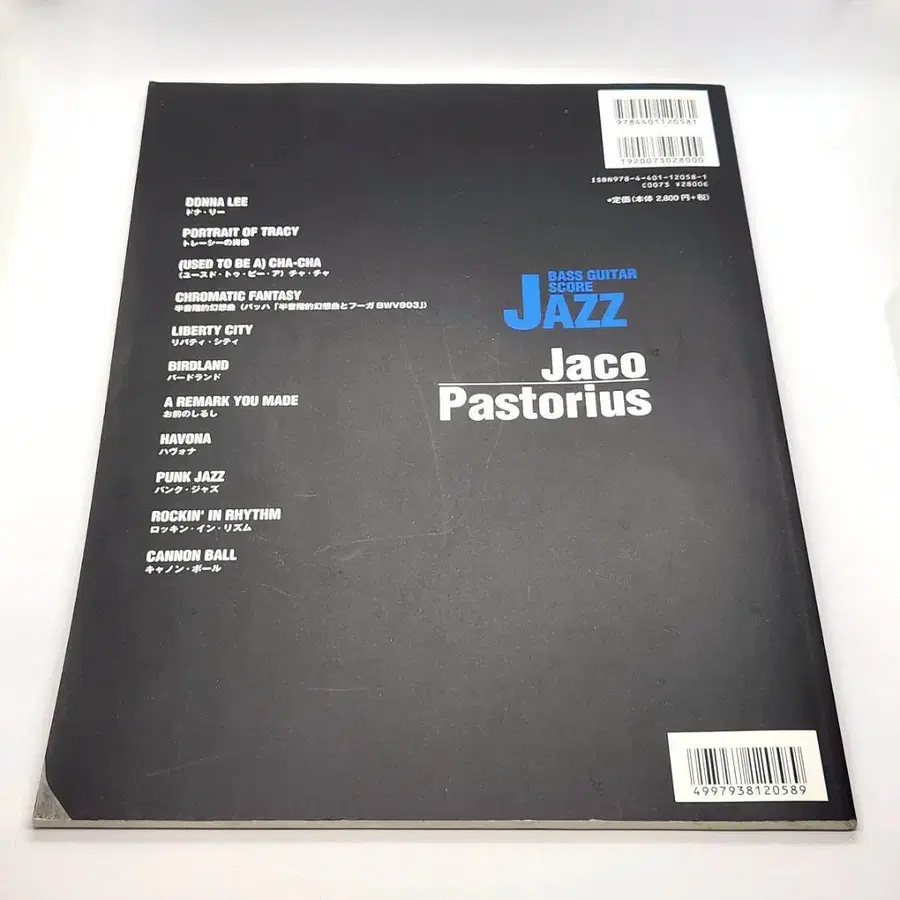 9784401120581
1920073028000
ISBN978-4-401-12058-1
C0073 ¥2800E
*定価(本体 2,800円+税)
DONNA LEE
ドナ・リー
PORTRAIT OF TRACY
トレーシーの肖像
(USED TO BE A) CHA-CHA
(ユースド・トゥ・ビー・ア) チャ・チャ
CHROMATIC FANTASY
半音階的幻想曲 (バッハ「半音階的幻想曲とフーガ BWV903」)
LIBERTY CITY
リバティ・シティ
BIRDLAND
バードランド
A REMARK YOU MADE
お前のしるし
HAVONA
ハヴォナ
PUNK JAZZ
パンク・ジャズ
ROCKIN' IN RHYTHM
ロッキン・イン・リズム
CANNON BALL
キャノン・ボール
BASS GUITAR
SCORE
JAZZ
Jaco
Pastorius
4997938120589